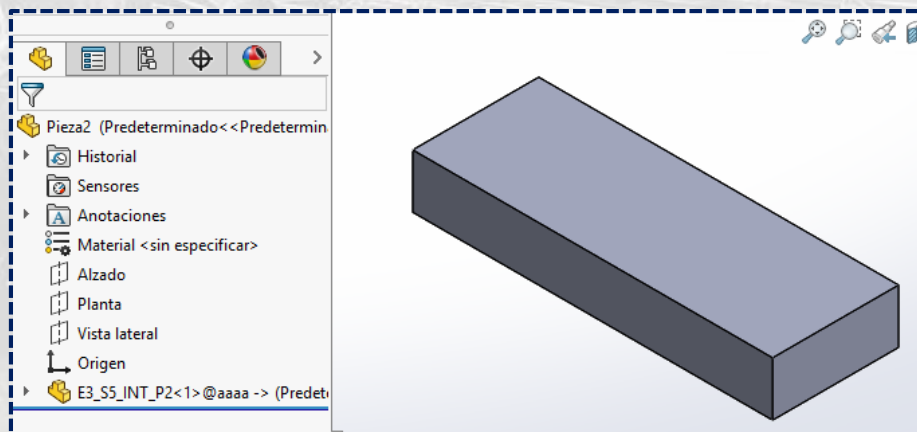 Pieza2 (Predeterminado<<Predetermin
Historial
Sensores
A Anotaciones
Material <sin especificar>
Alzado
Planta
Vista lateral
Origen
E3_S5_INT_P2<1>@aaaa -> (Predet